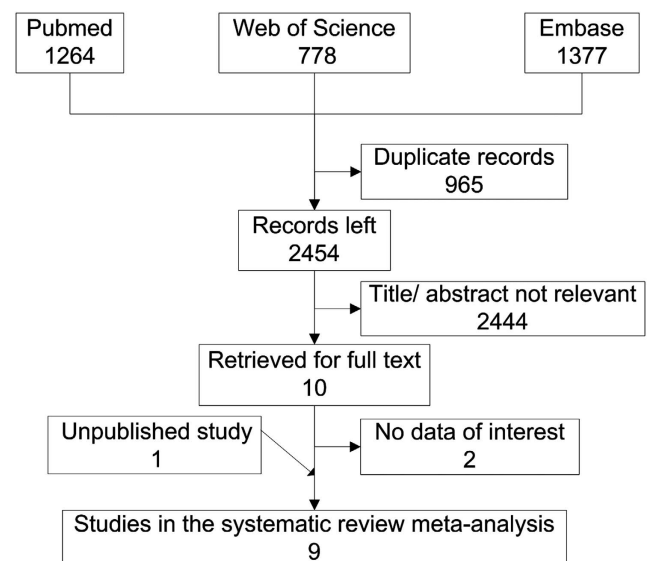 Pubmed
1264
Web of Science
778
Embase
1377
Duplicate records
965
Records left
2454
Title/ abstract not relevant
2444
Retrieved for full text
10
Unpublished study
1
No data of interest
2
Studies in the systematic review meta-analysis
9